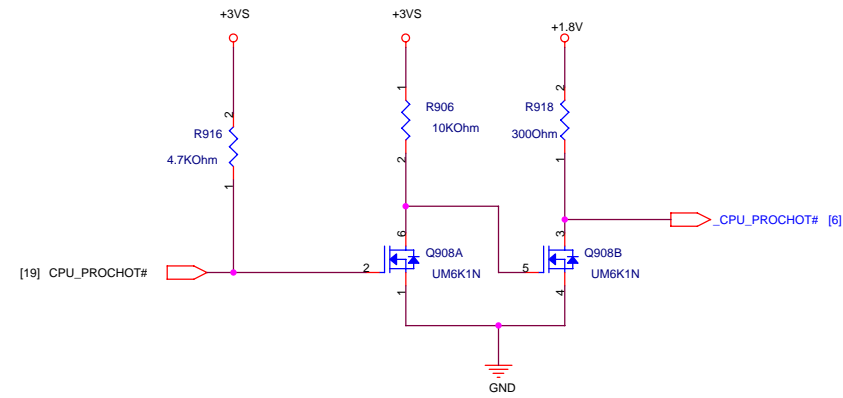 +3VS
+3VS
+1.8V
2
R916
4.7KOhm
1
1
R906
10KOhm
2
2
R918
300Ohm
1
_CPU_PROCHOT# [6]
[19] CPU_PROCHOT#
2
6
Q908A
UM6K1N
1
5
3
Q908B
UM6K1N
4
GND